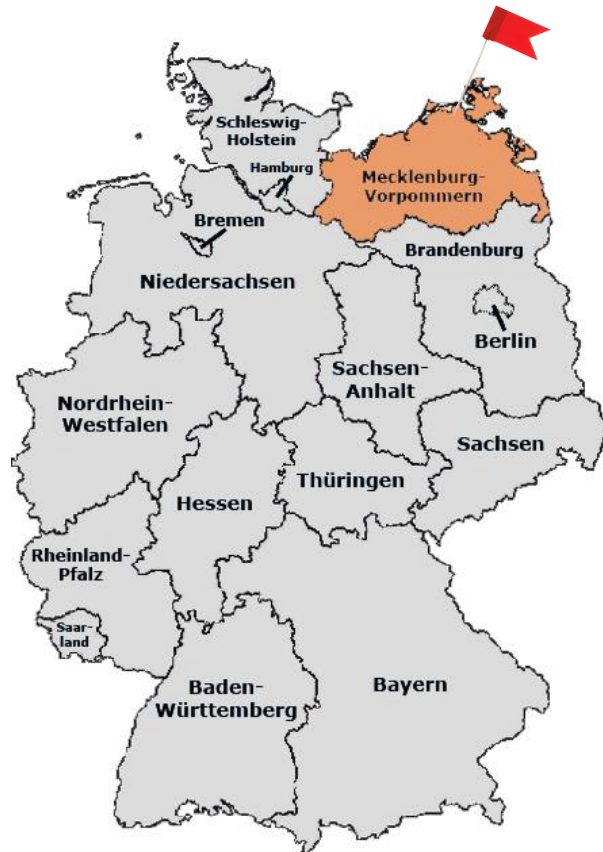 Schleswig-
Holstein
Hamburg
Mecklenburg-
Vorpommern
Bremen
Brandenburg
Niedersachsen
Berlin
Sachsen-
Anhalt
Nordrhein-
Westfalen
Sachsen
Thüringen
Hessen
Rheinland-
Pfalz
Saar-
land
Baden-
Württemberg
Bayern